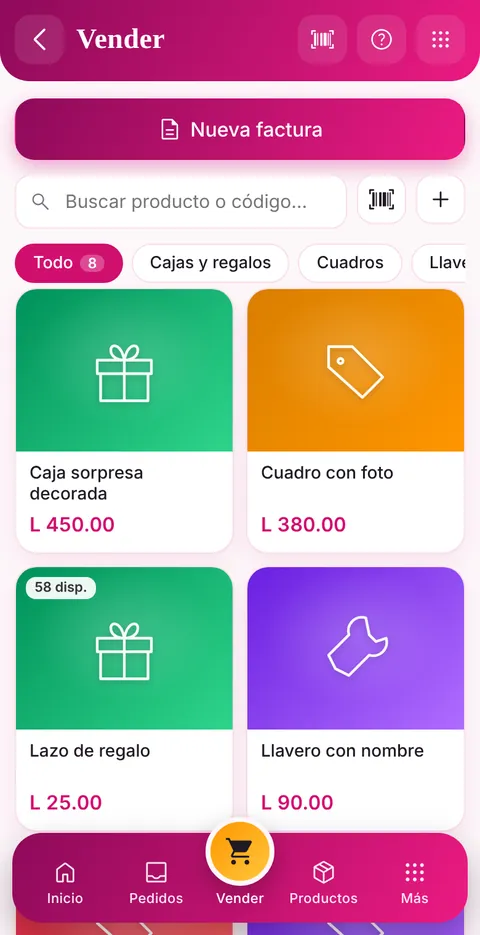 Vender
Nueva factura
Buscar producto o código...
Todo 8
Cajas y regalos
Cuadros
Llave
Caja sorpresa
decorada
L 450.00
Cuadro con foto
L 380.00
58 disp.
Lazo de regalo
L 25.00
Llavero con nombre
L 90.00
Inicio
Pedidos
Vender
Productos
Más